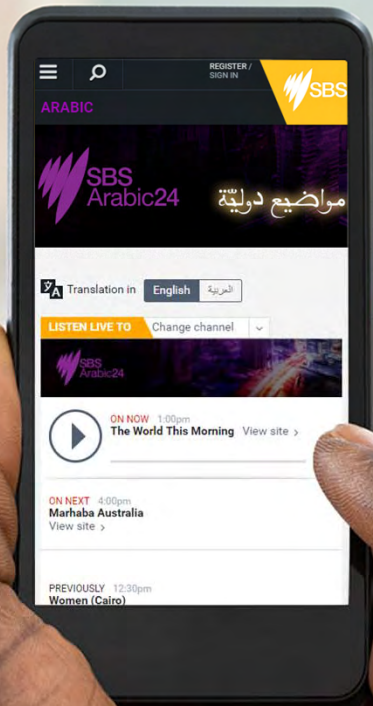 REGISTER /
SIGN IN
SBS
ARABIC
SBS
Arabic24
مواضيع دوليّة
Translation in English العربية
LISTEN LIVE TO Change channel
SBS
Arabic24
ON NOW 1:00pm
The World This Morning View site >
ON NEXT 4:00pm
Marhaba Australia
View site >
PREVIOUSLY 12:30pm
Women (Cairo)